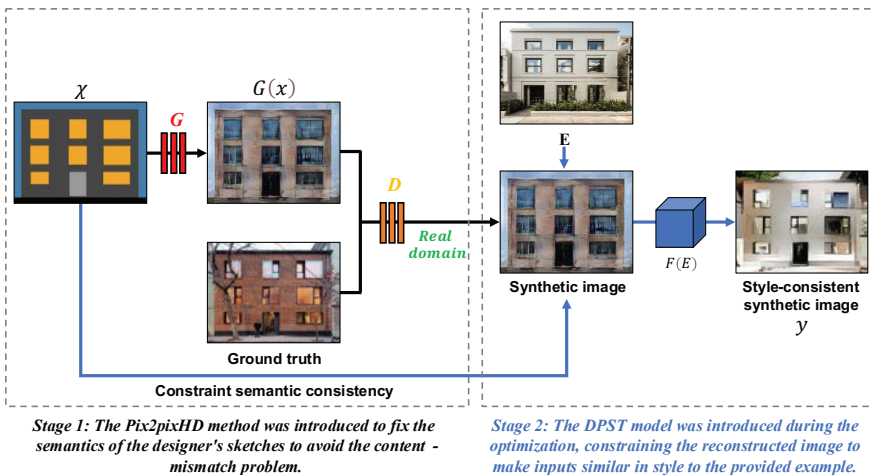 χ
G(x)
G
D
Real
domain
Ground truth
Constraint semantic consistency
E
Synthetic image
F(E)
Style-consistent
synthetic image
y
Stage 1: The Pix2pixHD method was introduced to fix the
semantics of the designer's sketches to avoid the content -
mismatch problem.
Stage 2: The DPST model was introduced during the
optimization, constraining the reconstructed image to
make inputs similar in style to the provided example.